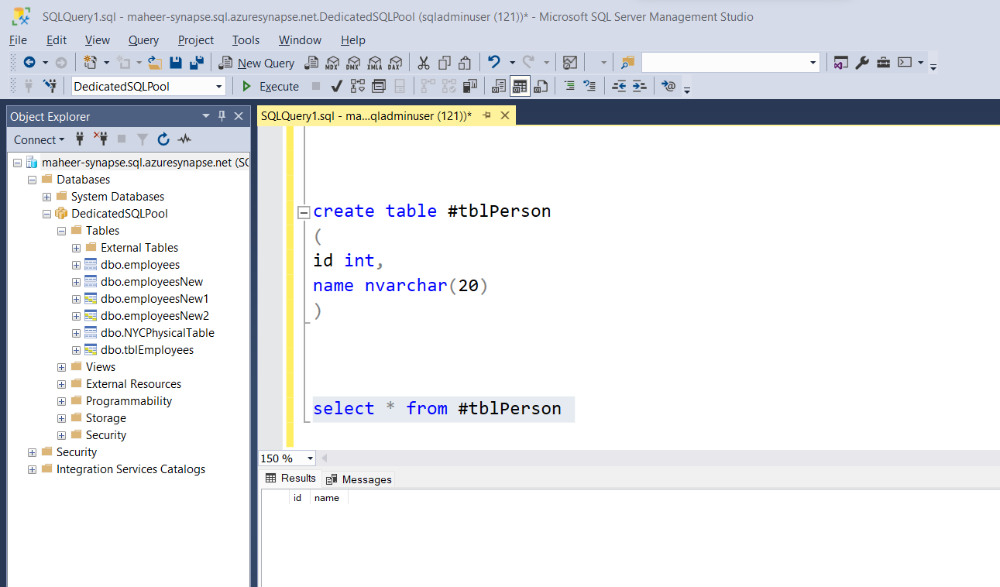 SQLQuery1.sql - maheer-synapse.sql.azuresynapse.net.DedicatedSQLPool (sqladminuser (121))* - Microsoft SQL Server Management Studio
File Edit View Query Project Tools Window Help
New Query MDX DMX XMLA DAX
DedicatedSQLPool Execute
Object Explorer
Connect
maheer-synapse.sql.azuresynapse.net (SQ
Databases
System Databases
DedicatedSQLPool
Tables
External Tables
dbo.employees
dbo.employeesNew
dbo.employeesNew1
dbo.employeesNew2
dbo.NYCPhysicalTable
dbo.tblEmployees
Views
External Resources
Programmability
Storage
Security
Security
Integration Services Catalogs
SQLQuery1.sql - ma...qladminuser (121))*
create table #tblPerson
(
id int,
name nvarchar(20)
)
select * from #tblPerson
150 %
Results Messages
id name